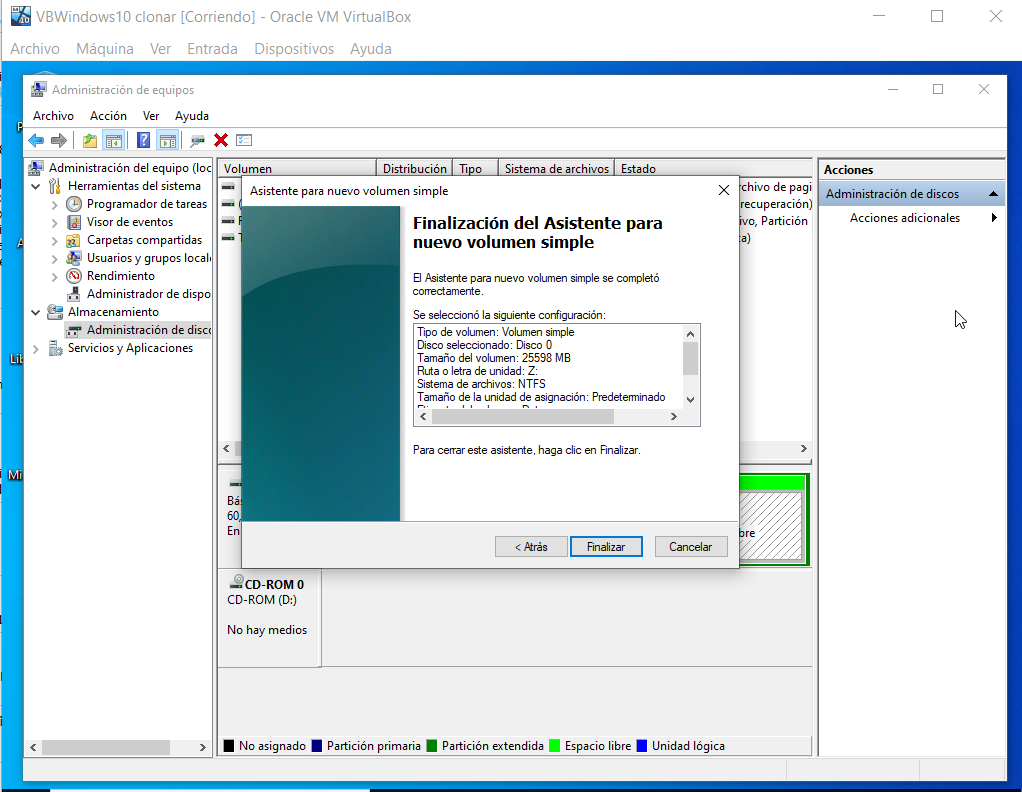 VBWindows10 clonar [Corriendo] - Oracle VM VirtualBox
Archivo Máquina Ver Entrada Dispositivos Ayuda
Administración de equipos
Archivo Acción Ver Ayuda
Administración del equipo (loc
Herramientas del sistema
Programador de tareas
Visor de eventos
Carpetas compartidas
Usuarios y grupos locale
Rendimiento
Administrador de dispo
Almacenamiento
Administración de disco
Servicios y Aplicaciones
Volumen Distribución Tipo Sistema de archivos Estado
rchivo de pagi
recuperación)
ivo, Partición
Asistente para nuevo volumen simple
Finalización del Asistente para
nuevo volumen simple
El Asistente para nuevo volumen simple se completó
correctamente.
Se seleccionó la siguiente configuración:
Tipo de volumen: Volumen simple
Disco seleccionado: Disco 0
Tamaño del volumen: 25598 MB
Ruta o letra de unidad: Z:
Sistema de archivos: NTFS
Tamaño de la unidad de asignación: Predeterminado
Para cerrar este asistente, haga clic en Finalizar.
< Atrás Finalizar Cancelar
Bás
60,
En
bre
CD-ROM 0
CD-ROM (D:)
No hay medios
No asignado Partición primaria Partición extendida Espacio libre Unidad lógica
Acciones
Administración de discos
Acciones adicionales